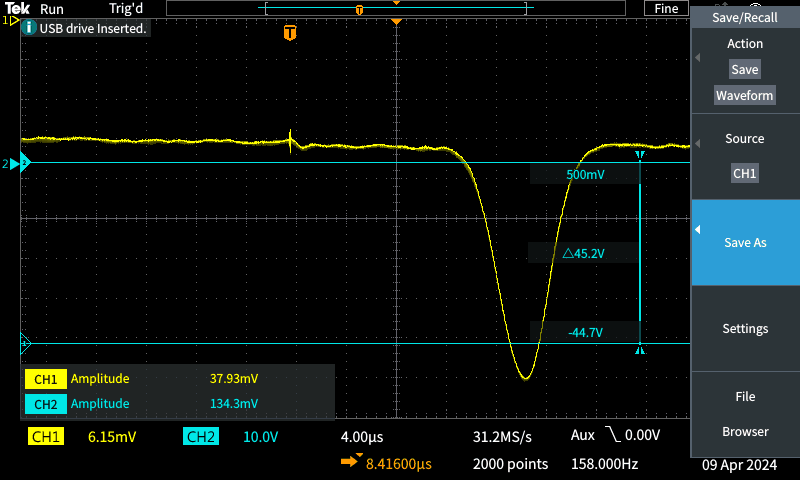 Tek Run Trig'd T Fine
Save/Recall
1 i USB drive Inserted.
T
Action
Save
Waveform
Source
CH1
2 2
500mV
Save As
△45.2V
-44.7V
Settings
1
CH1 Amplitude 37.93mV
CH2 Amplitude 134.3mV
File
Browser
CH1 6.15mV CH2 10.0V 4.00µs 31.2MS/s Aux 0.00V
8.41600µs 2000 points 158.000Hz 09 Apr 2024